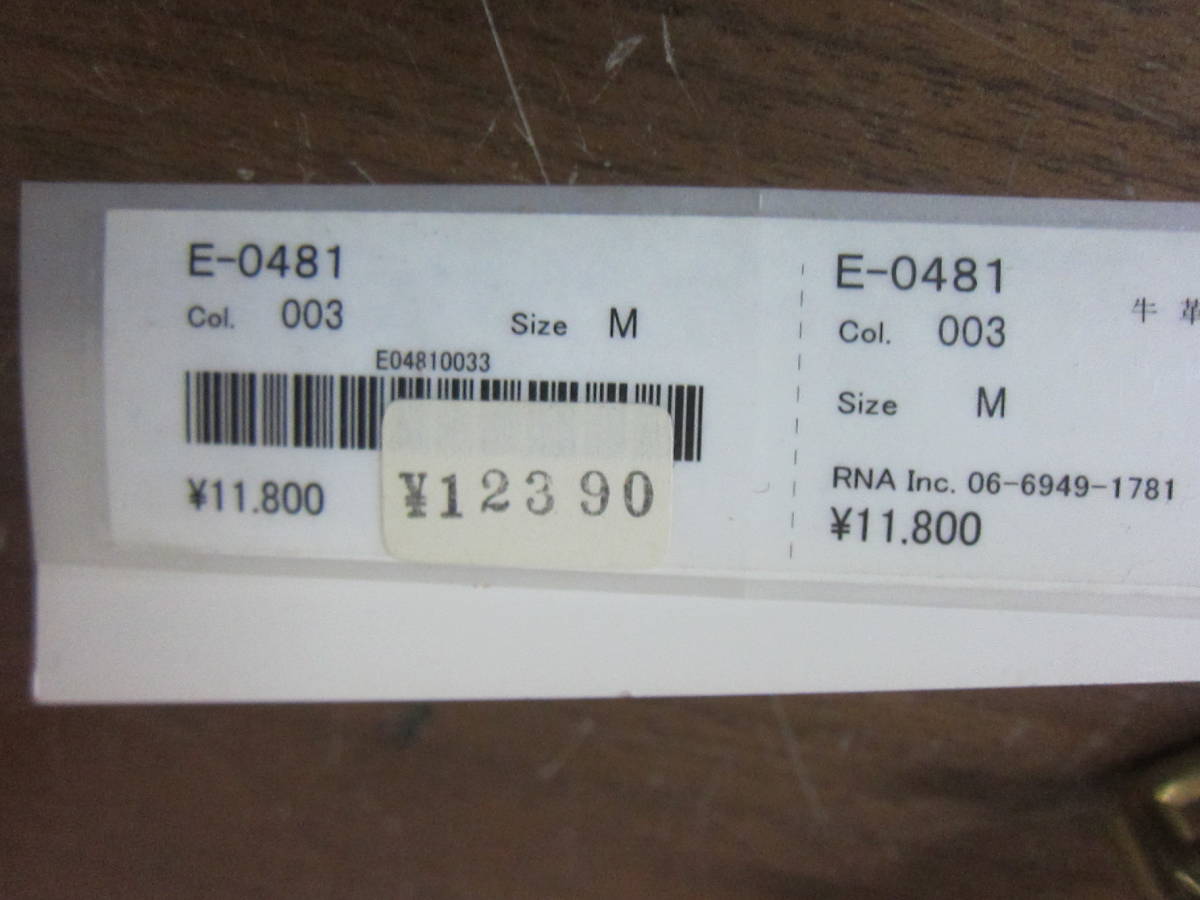 E-0481
Col. 003 Size M
E04810033
¥11.800
¥12390
E-0481
Col. 003
牛革
Size M
RNA Inc. 06-6949-1781
¥11.800